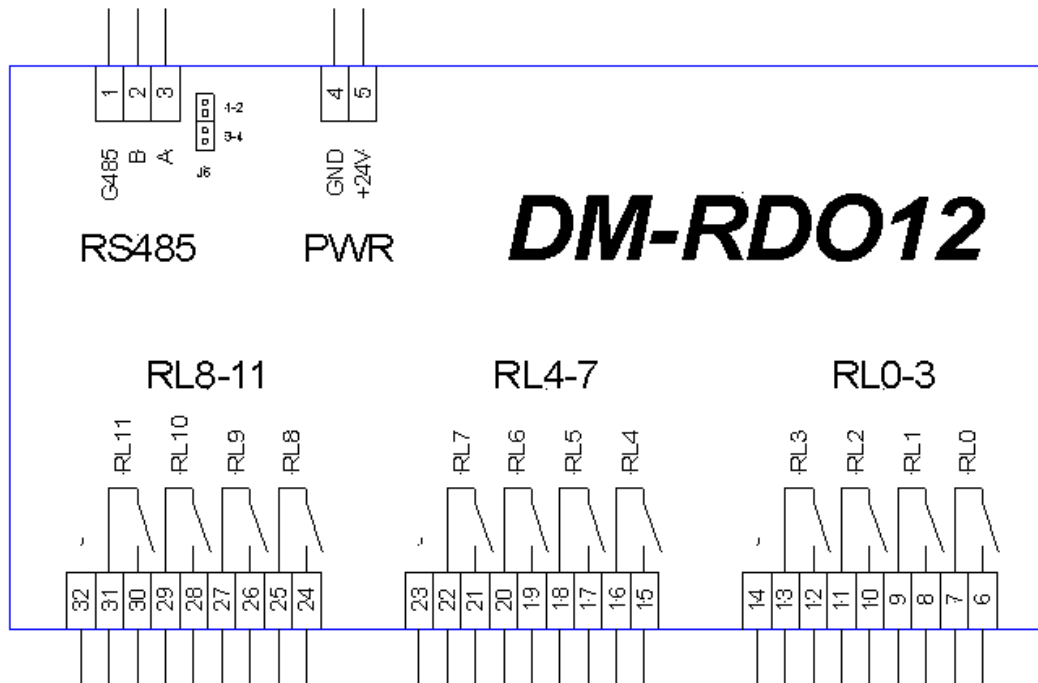 1 2 3
1-2
3-4
J6
G485 B A
4 5
GND +24V
RS485
PWR
DM-RDO12
RL8-11
RL4-7
RL0-3
RL11 RL10 RL9 RL8
RL7 RL6 RL5 RL4
RL3 RL2 RL1 RL0
32 31 30 29 28 27 26 25 24
23 22 21 20 19 18 17 16 15
14 13 12 11 10 9 8 7 6